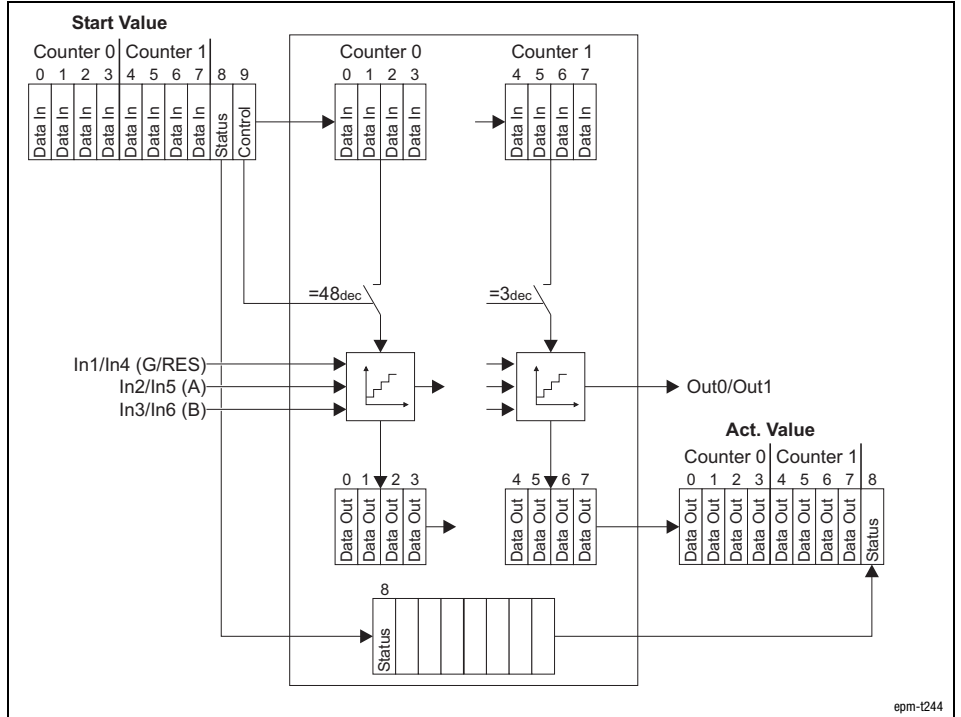 Start Value
Counter 0 Counter 1
0 1 2 3 4 5 6 7 8 9
Data In Data In Data In Data In Data In Data In Data In Data In Status Control
Counter 0
0 1 2 3
Data In Data In Data In Data In
Counter 1
4 5 6 7
Data In Data In Data In Data In
=48dec
=3dec
In1/In4 (G/RES)
In2/In5 (A)
In3/In6 (B)
Out0/Out1
0 1 2 3
Data Out Data Out Data Out Data Out
4 5 6 7
Data Out Data Out Data Out Data Out
Act. Value
Counter 0 Counter 1
0 1 2 3 4 5 6 7 8
Data Out Data Out Data Out Data Out Data Out Data Out Data Out Data Out Status
8
Status
epm-t244